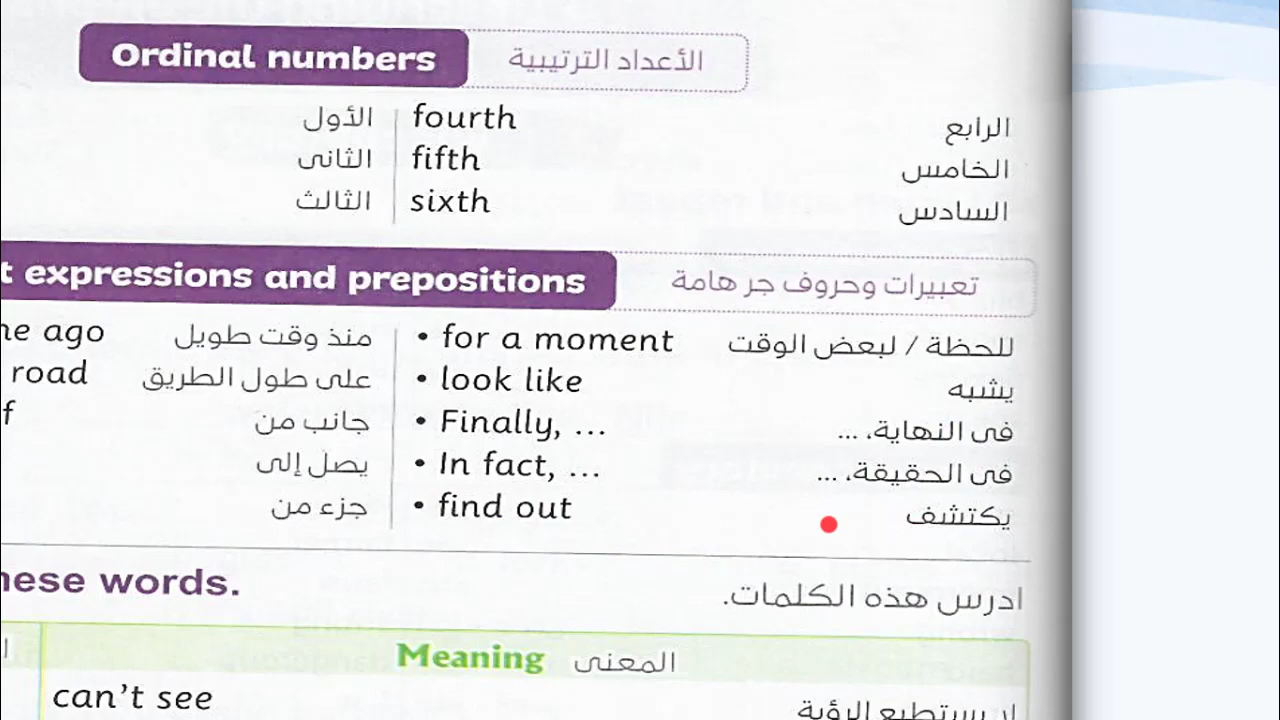 Ordinal numbers الأعداد الترتيبية
الأول fourth الرابع
الثانى fifth الخامس
الثالث sixth السادس
t expressions and prepositions تعبيرات وحروف جر هامة
ne ago منذ وقت طويل • for a moment للحظة / لبعض الوقت
road على طول الطريق • look like يشبه
f جانب من • Finally, ... فى النهاية، ...
يصل إلى • In fact, ... فى الحقيقة، ...
جزء من • find out يكتشف
hese words. ادرس هذه الكلمات.
Meaning المعنى
can't see لا يستطيع الرؤية